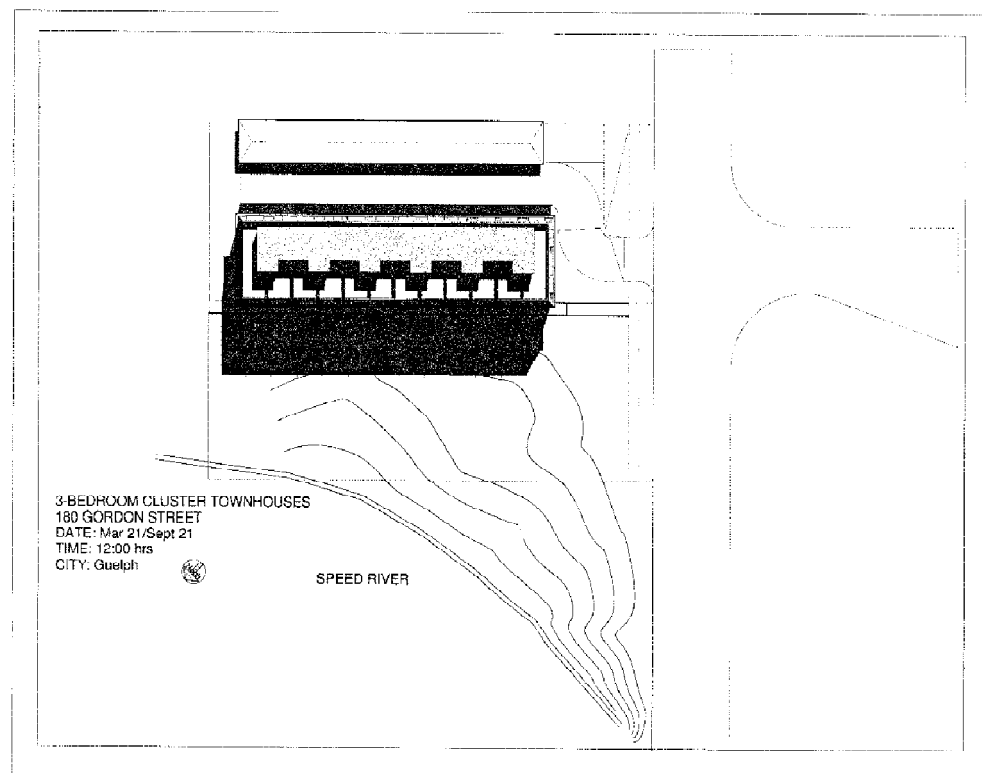 3-BEDROOM CLUSTER TOWNHOUSES
180 GORDON STREET
DATE: Mar 21/Sept 21
TIME: 12:00 hrs
CITY: Guelph
SPEED RIVER